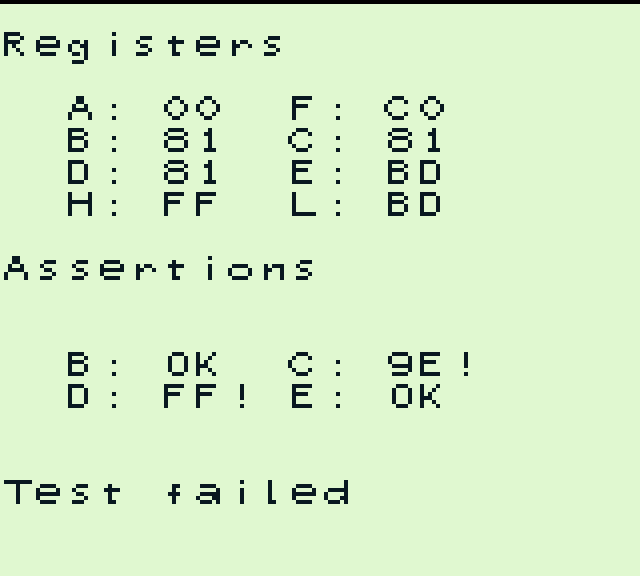 Registers
A: 00 F: C0
B: 81 C: 81
D: 81 E: BD
H: FF L: BD
Assertions
B: OK C: 9E!
D: FF! E: OK
Test failed